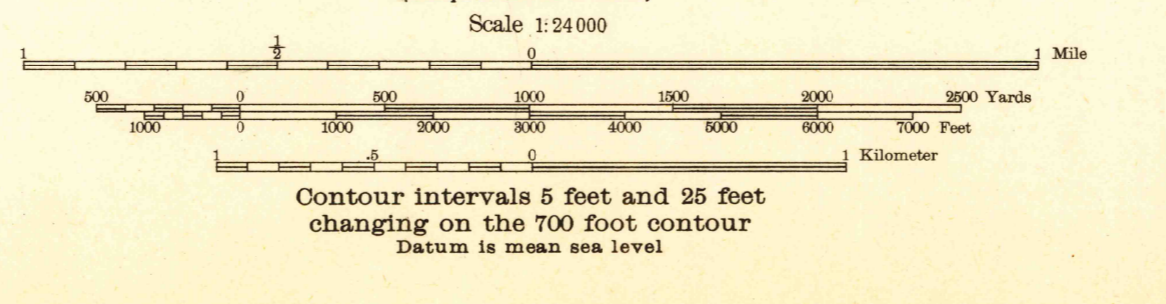 Scale 1:24000
1 1/2 0 1 Mile
500 0 500 1000 1500 2000 2500 Yards
1000 0 1000 2000 3000 4000 5000 6000 7000 Feet
1 .5 0 1 Kilometer
Contour intervals 5 feet and 25 feet
changing on the 700 foot contour
Datum is mean sea level